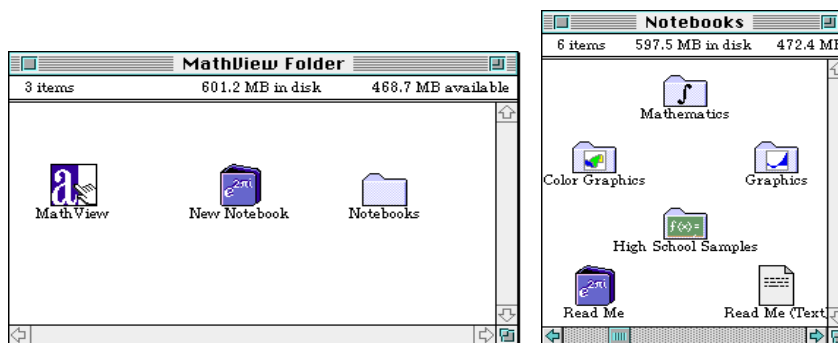 MathView Folder
3 items 601.2 MB in disk 468.7 MB available
a
MathView
e2πi
New Notebook
Notebooks
Notebooks
6 items 597.5 MB in disk 472.4 MB
∫
Mathematics
Color Graphics
Graphics
f(x)=
High School Samples
e2πi
Read Me
Read Me (Text